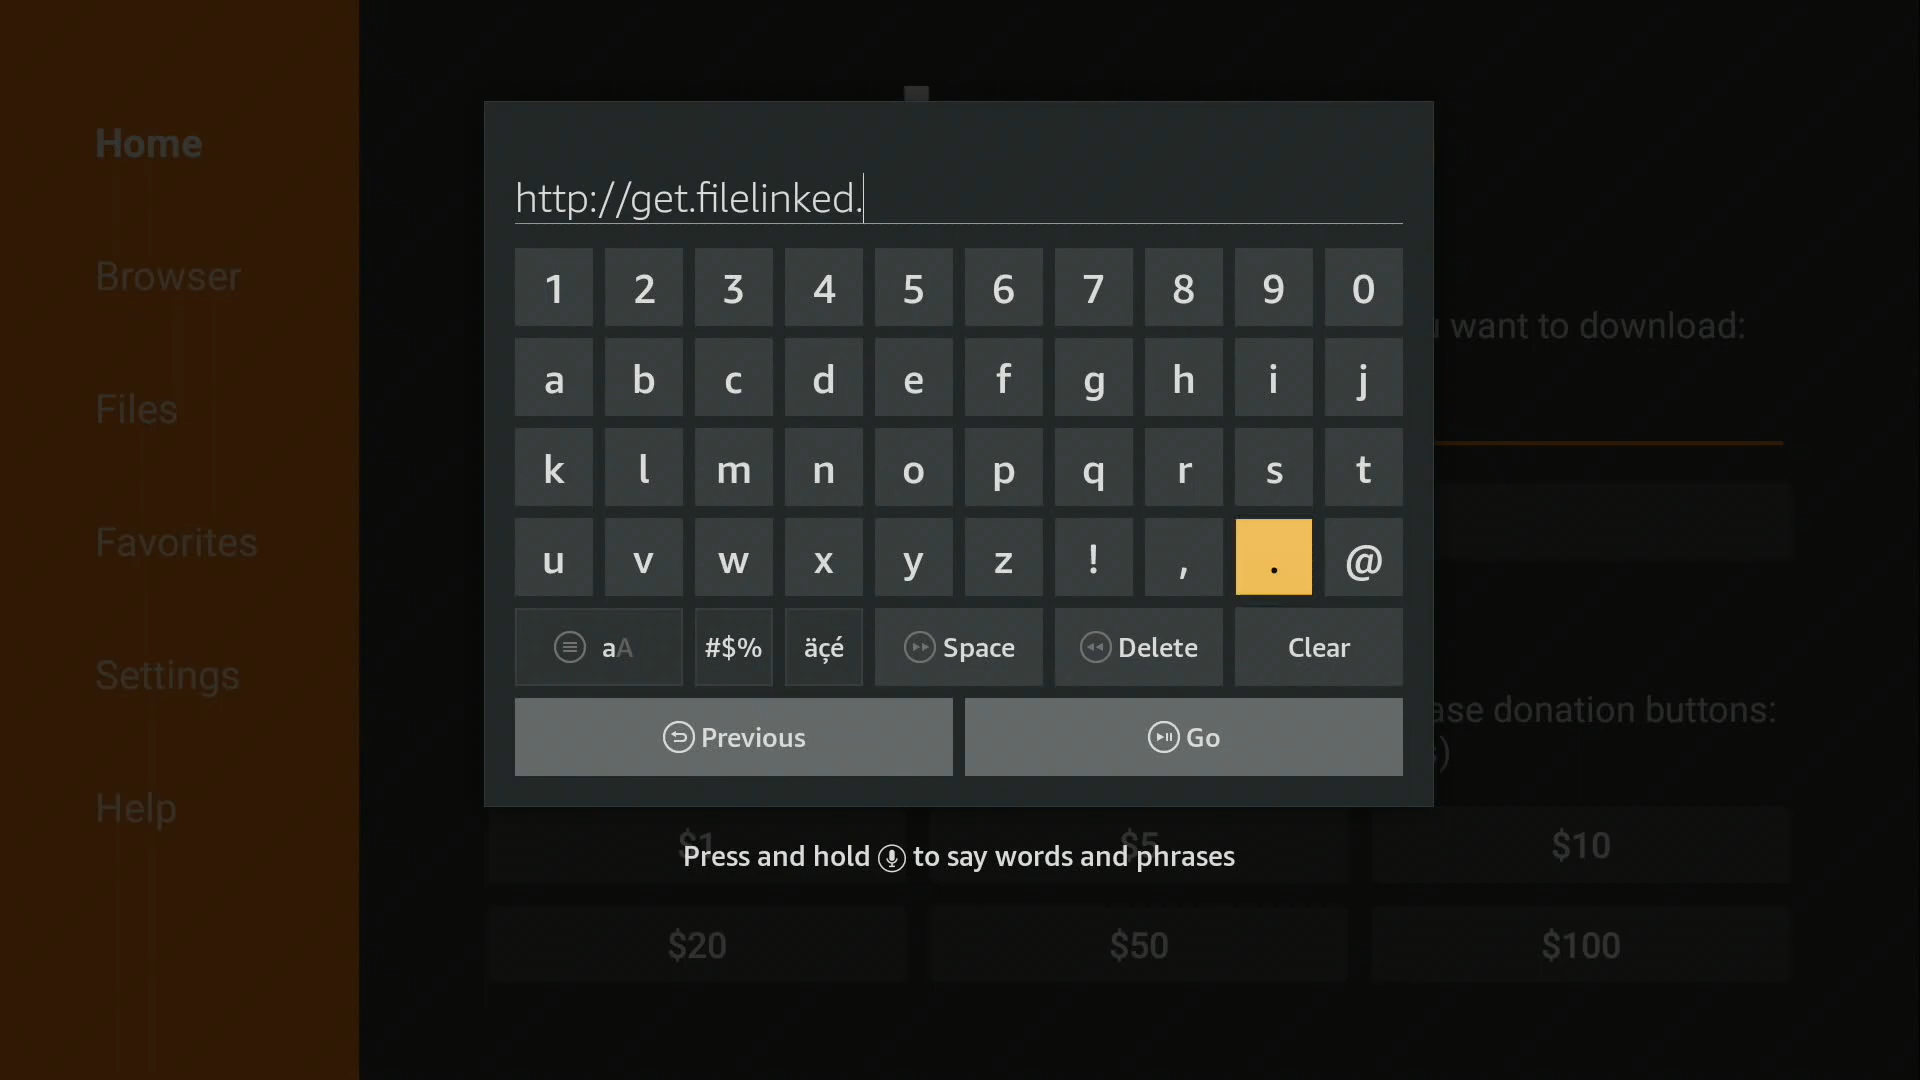 Home
Browser
Files
Favorites
Settings
Help
http://get.filelinked.
1 2 3 4 5 6 7 8 9 0
a b c d e f g h i j
k l m n o p q r s t
u v w x y z ! , . @
aA #$% äçé Space Delete Clear
Previous Go
Press and hold to say words and phrases
want to download:
donation buttons:
$1 $5 $10
$20 $50 $100